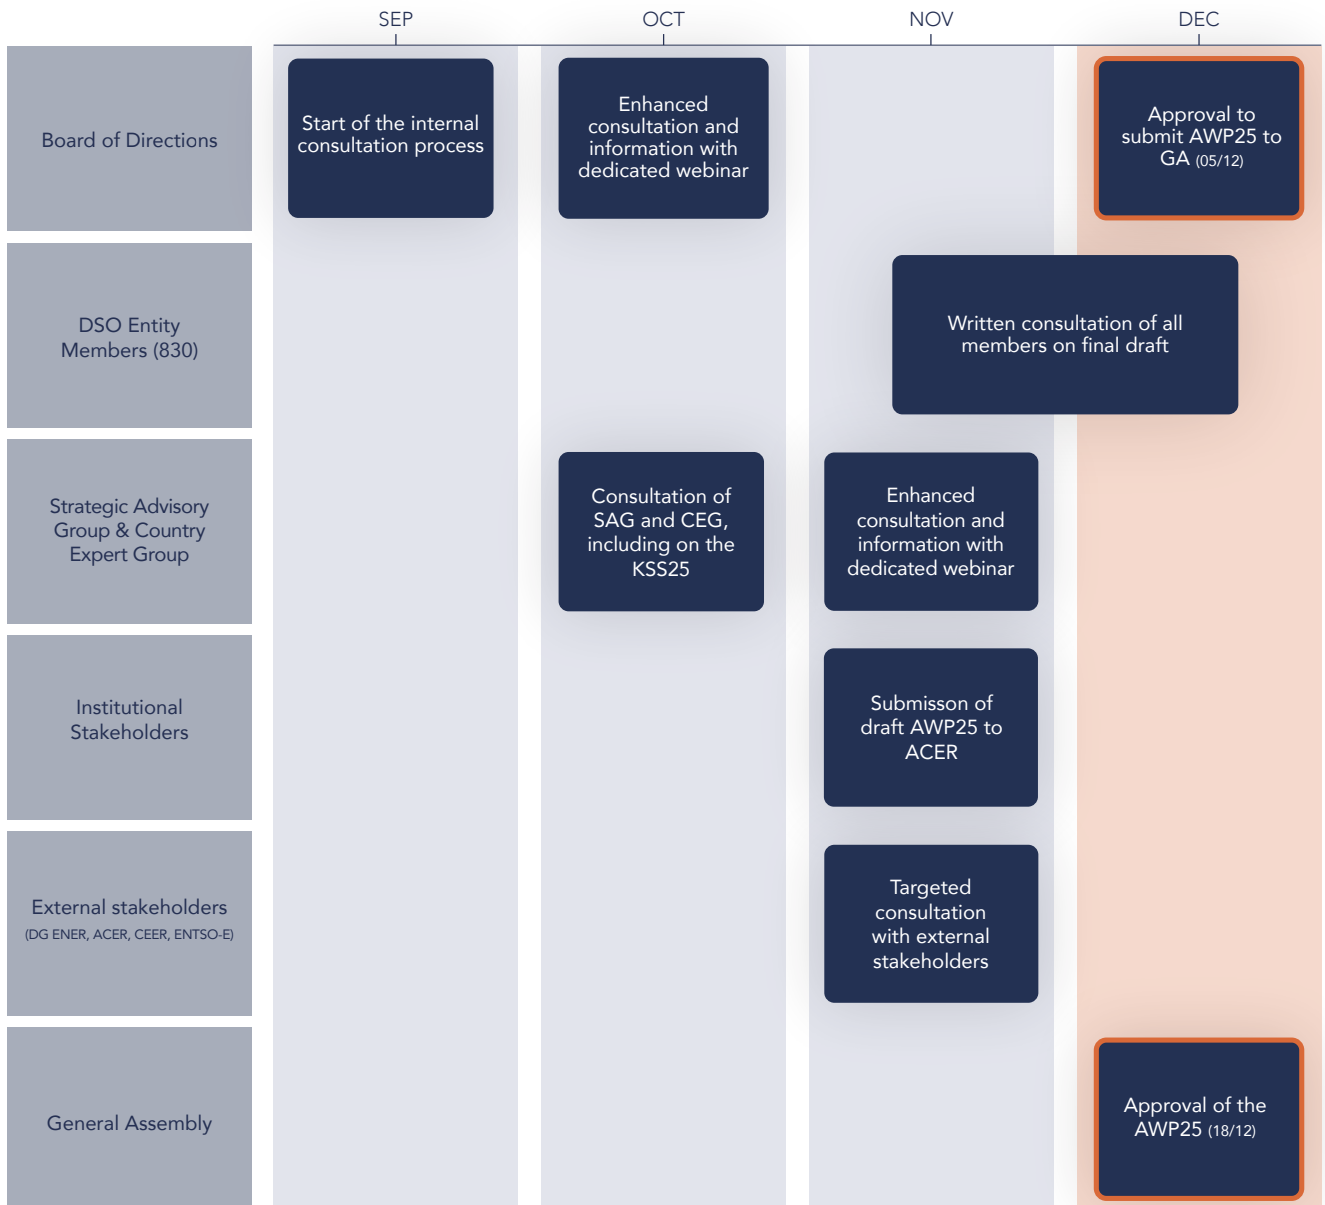 SEP
OCT
NOV
DEC
Board of Directions
Start of the internal
consultation process
Enhanced
consultation and
information with
dedicated webinar
Approval to
submit AWP25 to
GA (05/12)
DSO Entity
Members (830)
Written consultation of all
members on final draft
Strategic Advisory
Group & Country
Expert Group
Consultation of
SAG and CEG,
including on the
KSS25
Enhanced
consultation and
information with
dedicated webinar
Institutional
Stakeholders
Submisson of
draft AWP25 to
ACER
External stakeholders
(DG ENER, ACER, CEER, ENTSO-E)
Targeted
consultation
with external
stakeholders
General Assembly
Approval of the
AWP25 (18/12)